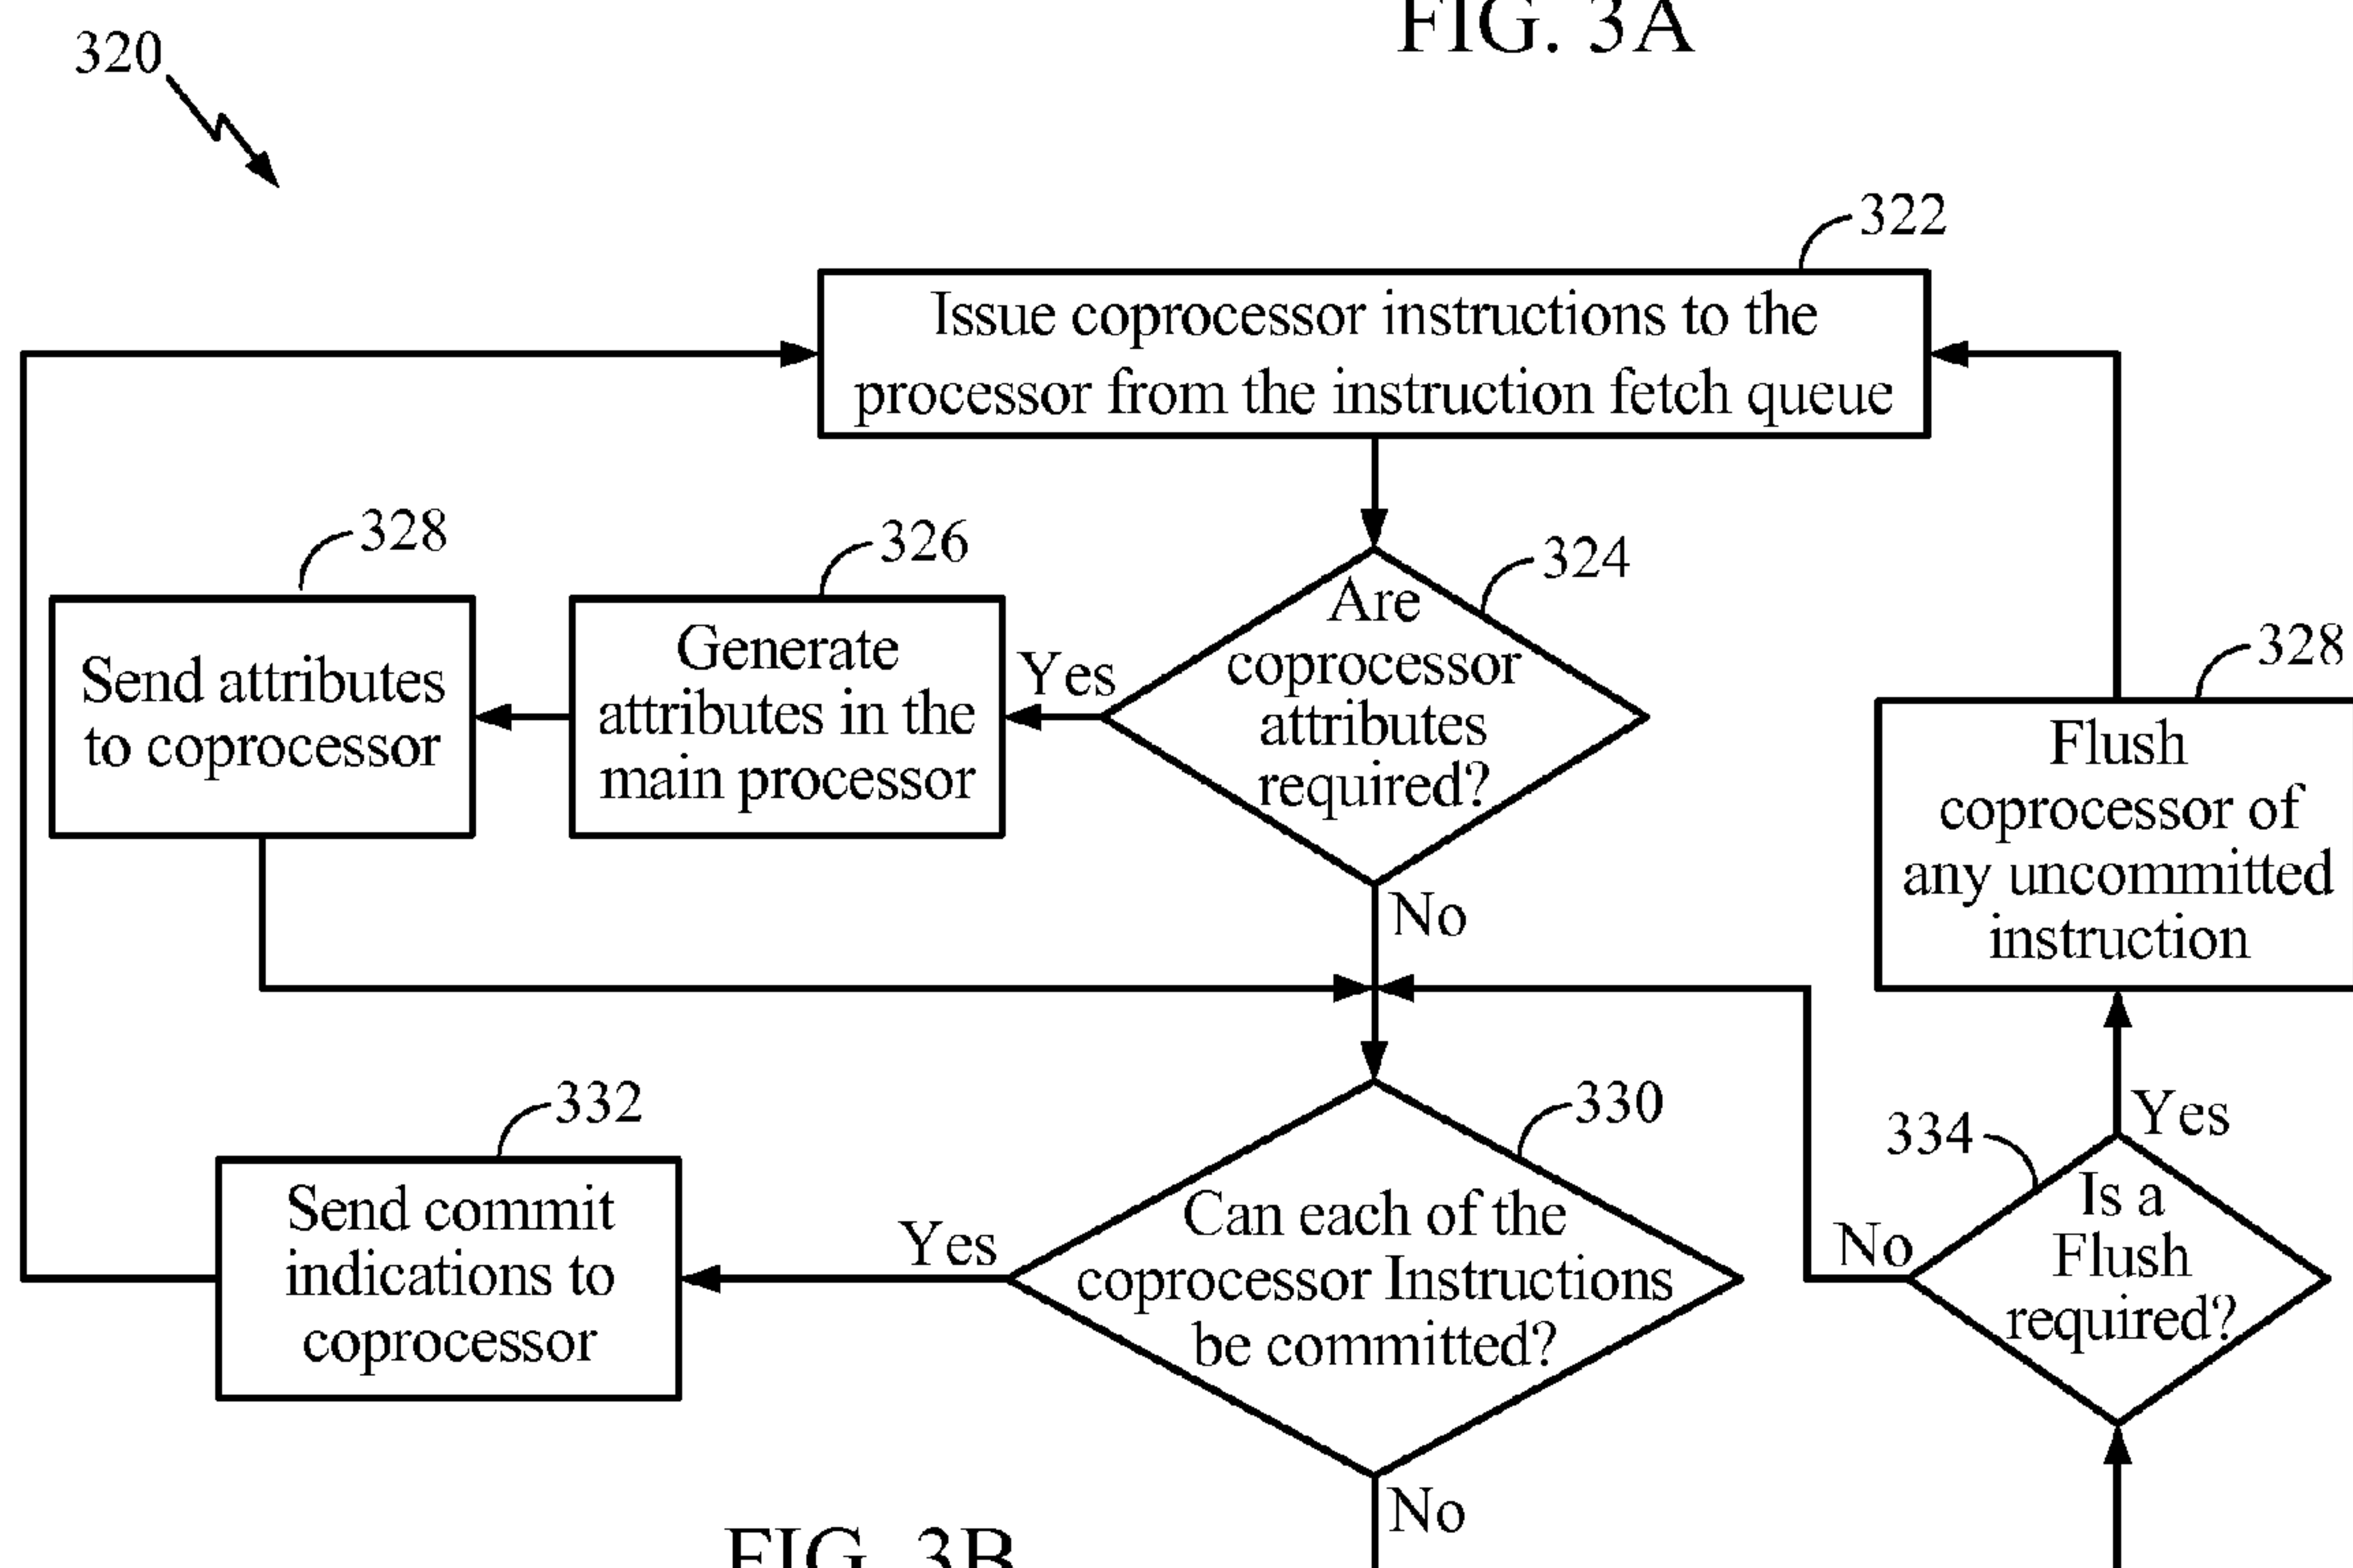 FIG. 3A
320
322
Issue coprocessor instructions to the
processor from the instruction fetch queue
328
326
324
Send attributes
to coprocessor
Generate
attributes in the
main processor
Yes
Are
coprocessor
attributes
required?
No
328
Flush
coprocessor of
any uncommitted
instruction
332
Send commit
indications to
coprocessor
Yes
330
Can each of the
coprocessor Instructions
be committed?
No
334
Yes
No
Is a
Flush
required?
FIG. 3B